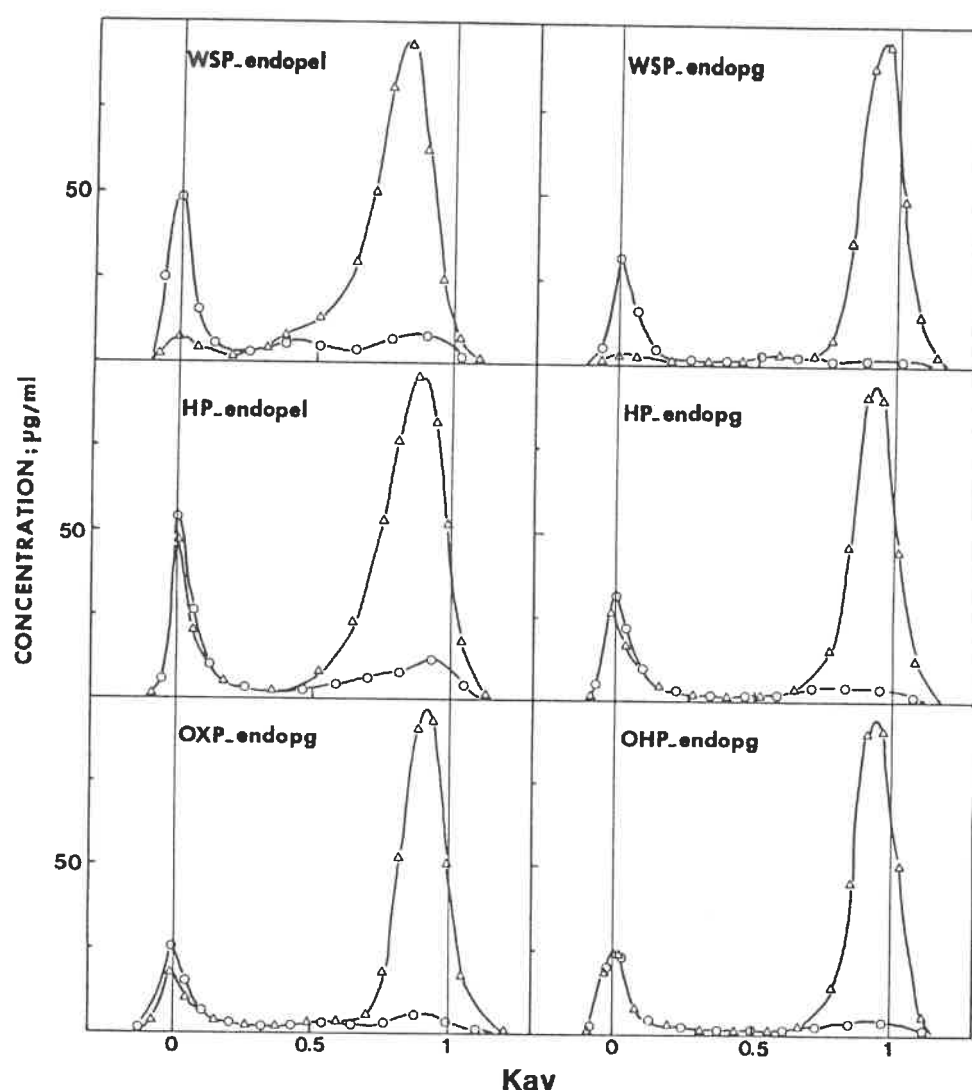 WSP_endopel
WSP_endopg
50
HP_endopel
HP_endopg
50
OXP_endopg
OHP_endopg
50
CONCENTRATION; µg/ml
0 0.5 1
0 0.5 1
Kav